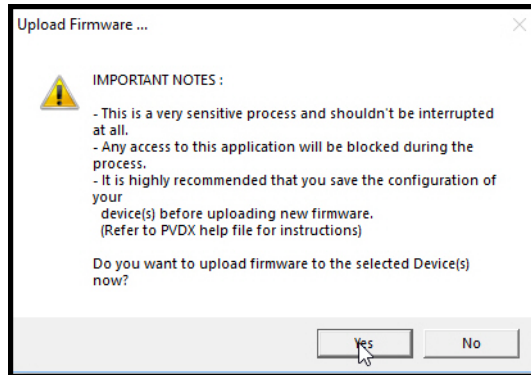 Upload Firmware ...
IMPORTANT NOTES :
- This is a very sensitive process and shouldn't be interrupted
at all.
- Any access to this application will be blocked during the
process.
- It is highly recommended that you save the configuration of
your
device(s) before uploading new firmware.
(Refer to PVDX help file for instructions)
Do you want to upload firmware to the selected Device(s)
now?
Yes
No